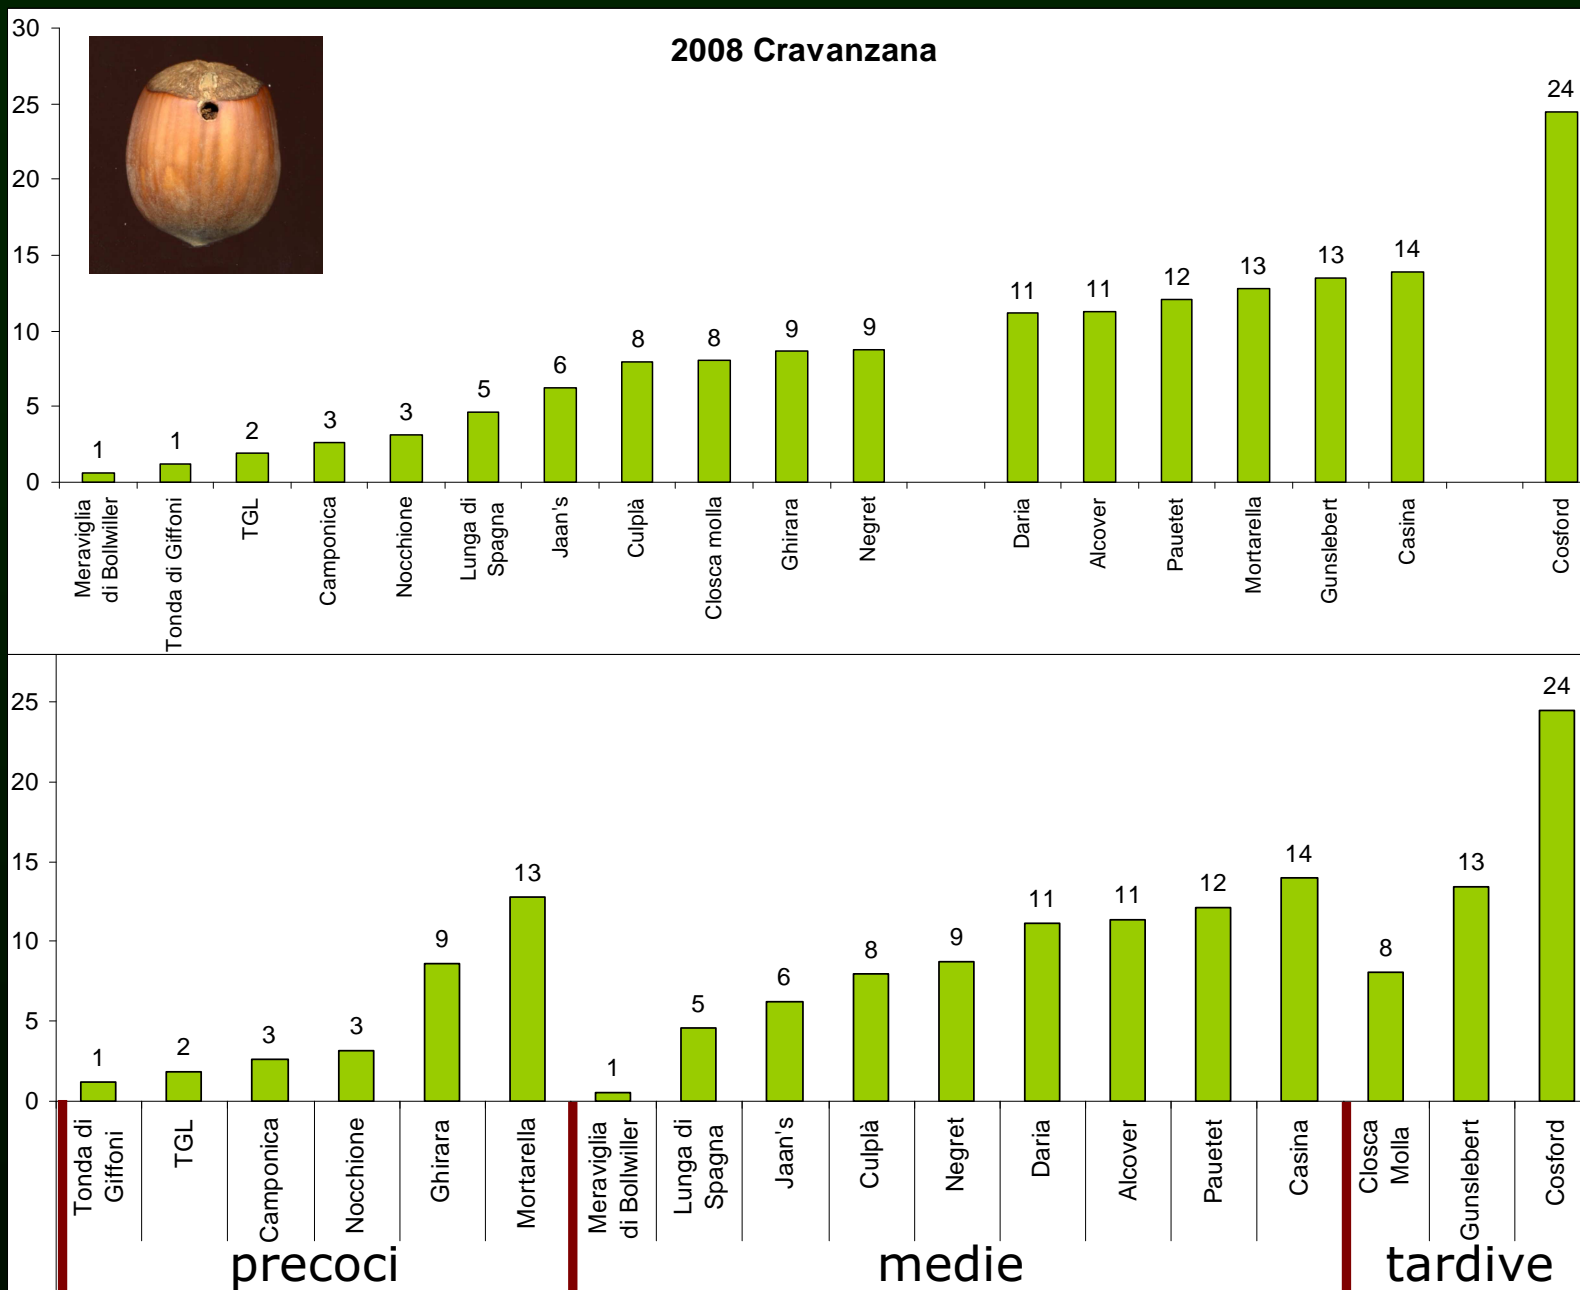 2008 Cravanzana
30
25
20
15
10
5
0
1
1
2
3
3
5
6
8
8
9
9
11
11
12
13
13
14
24
Meraviglia
di Bollwiller
Tonda di Giffoni
TGL
Camponica
Nocchione
Lunga di
Spagna
Jaan's
Culplà
Closca molla
Ghirara
Negret
Daria
Alcover
Pauetet
Mortarella
Gunslebert
Casina
Cosford
25
20
15
10
5
0
1
2
3
3
9
13
1
5
6
8
9
11
11
12
14
8
13
24
Tonda di
Giffoni
TGL
Camponica
Nocchione
Ghirara
Mortarella
Meraviglia
di Bollwiller
Lunga di
Spagna
Jaan's
Culplà
Negret
Daria
Alcover
Pauetet
Casina
Closca
Molla
Gunslebert
Cosford
precoci
medie
tardive